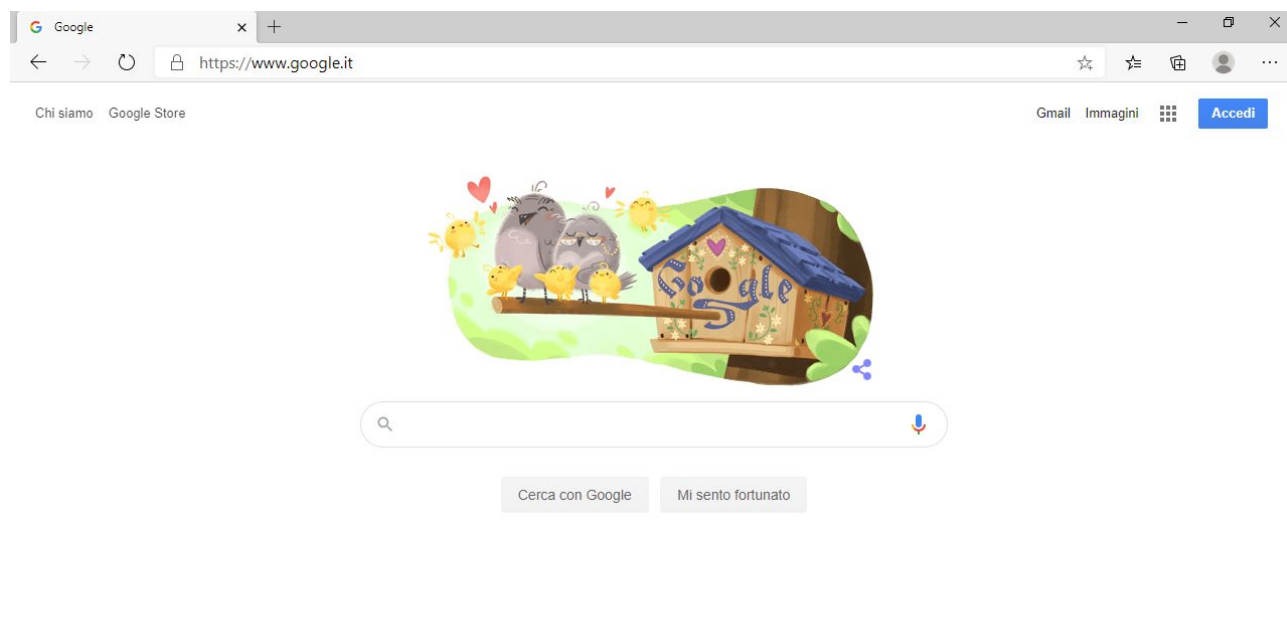 Google
https://www.google.it
Chi siamo Google Store
Gmail Immagini Accedi
Google
Cerca con Google Mi sento fortunato